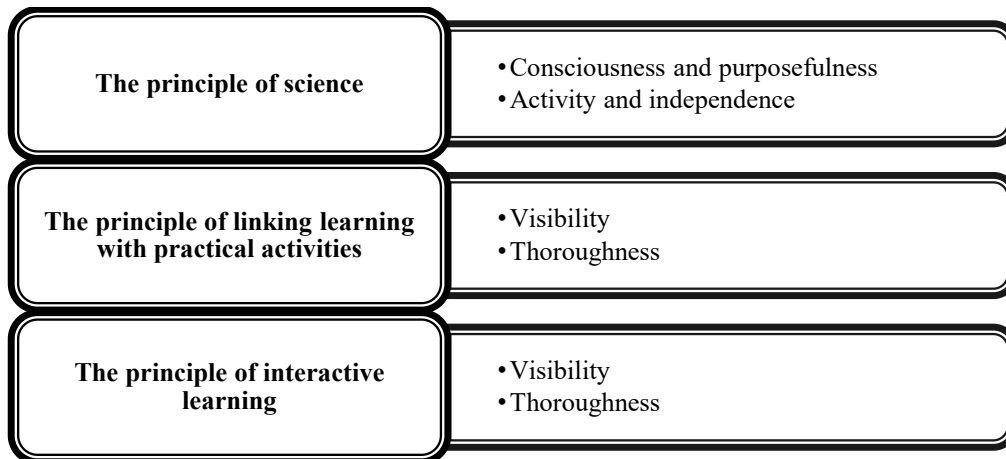 The principle of science
•Consciousness and purposefulness
•Activity and independence
The principle of linking learning
with practical activities
•Visibility
•Thoroughness
The principle of interactive
learning
•Visibility
•Thoroughness